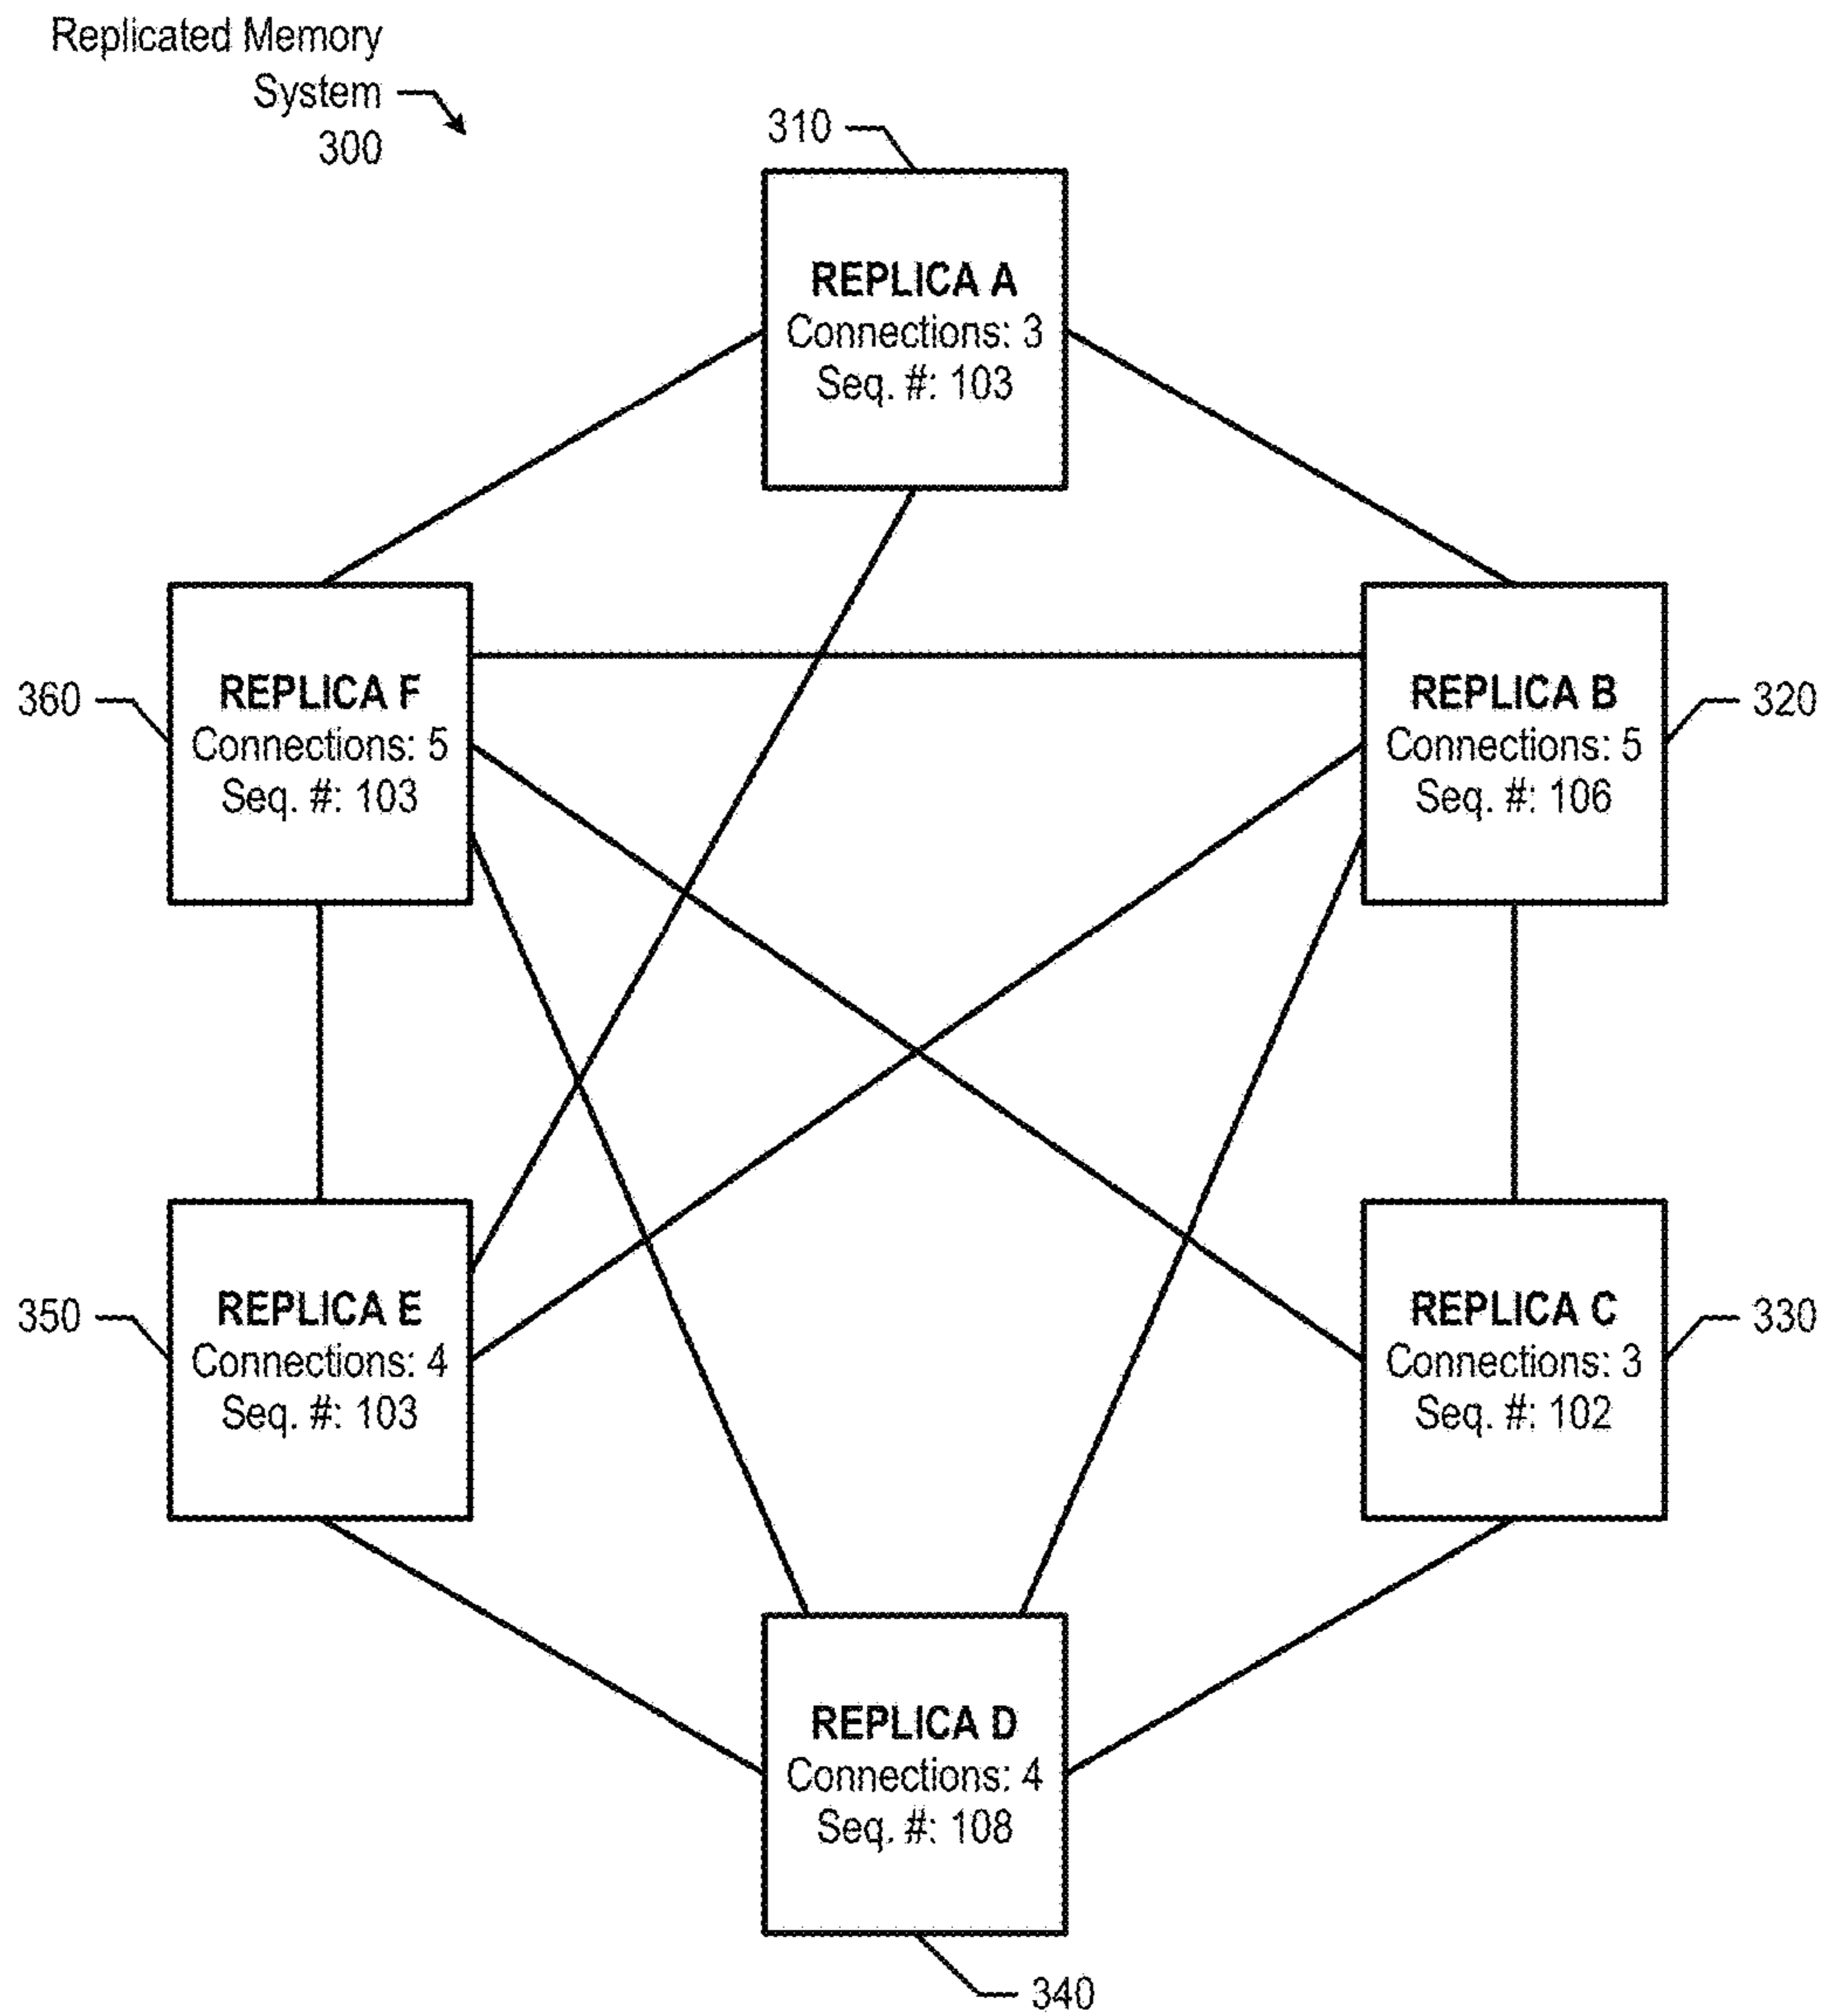 Replicated Memory
System
300
310
REPLICA A
Connections: 3
Seq. #: 103
360
REPLICA F
Connections: 5
Seq. #: 103
REPLICA B
Connections: 5
Seq. #: 106
320
350
REPLICA E
Connections: 4
Seq. #: 103
REPLICA C
Connections: 3
Seq. #: 102
330
REPLICA D
Connections: 4
Seq. #: 108
340